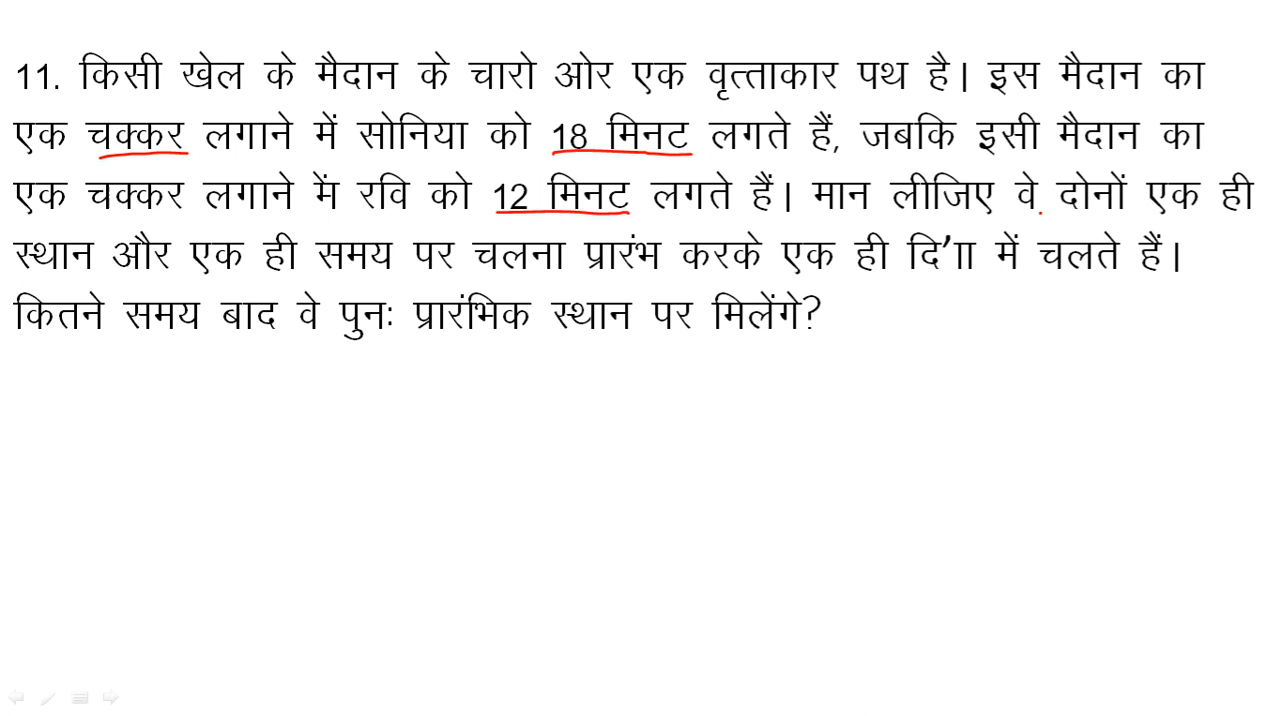 11. किसी खेल के मैदान के चारो ओर एक वृत्ताकार पथ है। इस मैदान का
एक चक्कर लगाने में सोनिया को 18 मिनट लगते हैं, जबकि इसी मैदान का
एक चक्कर लगाने मेंा रवि को 12 मिनट लगते हैं। मान लीजिए वे दोनों एक ही
स्थान और एक ही समय पर चलना प्रारंभ करके एक ही दि’ाा में चलते हैं।
कितने समय बाद वे पुनः प्रारंभिक स्थान पर मिलेंगे?